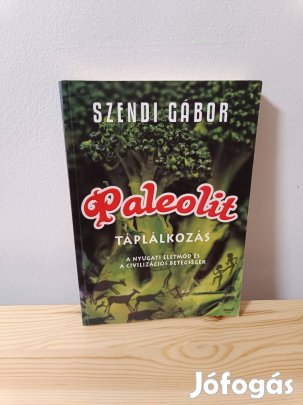 SZENDI GÁBOR
Paleolit
TÁPLÁLKOZÁS
A NYUGATI ÉLETMÓD ÉS
A CIVILIZÁCIÓS BETEGSÉGEK
Jófogás